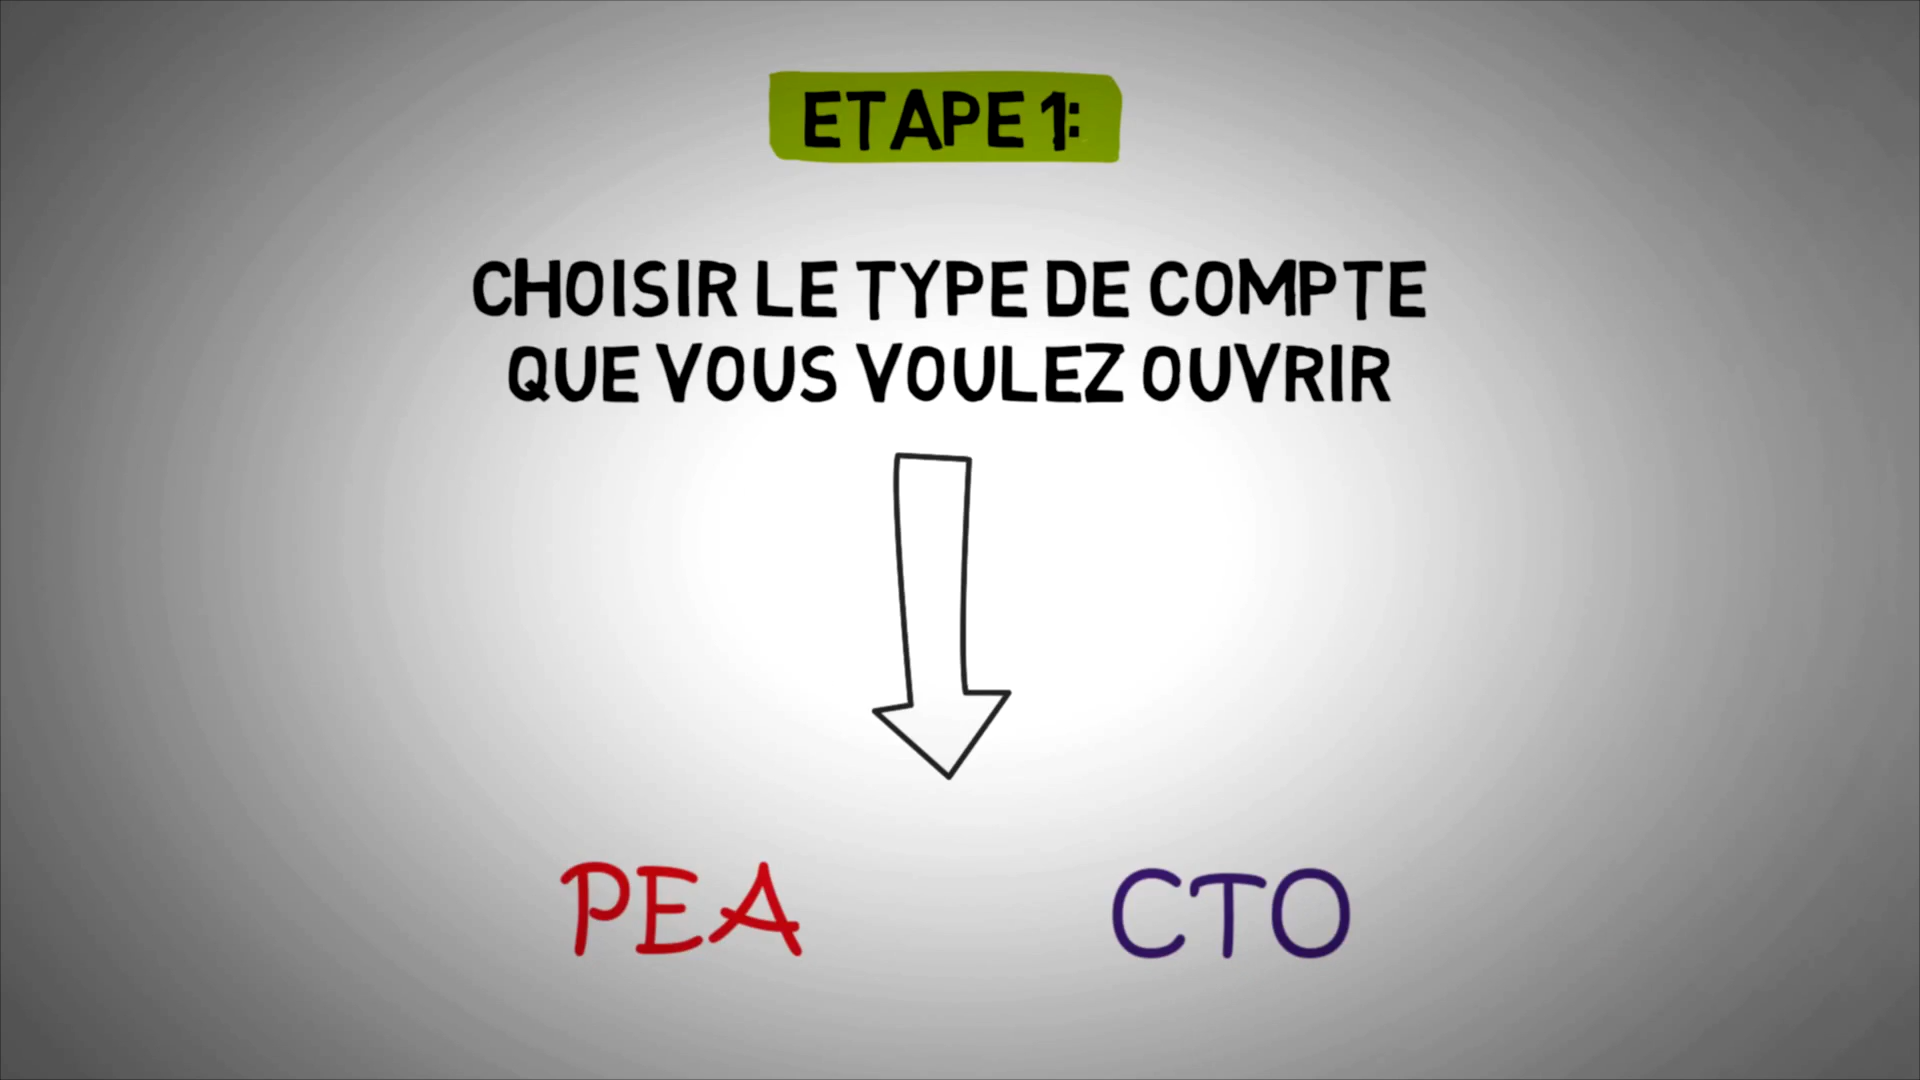 ETAPE 1:
CHOISIR LE TYPE DE COMPTE
QUE VOUS VOULEZ OUVRIR
PEA
CTO